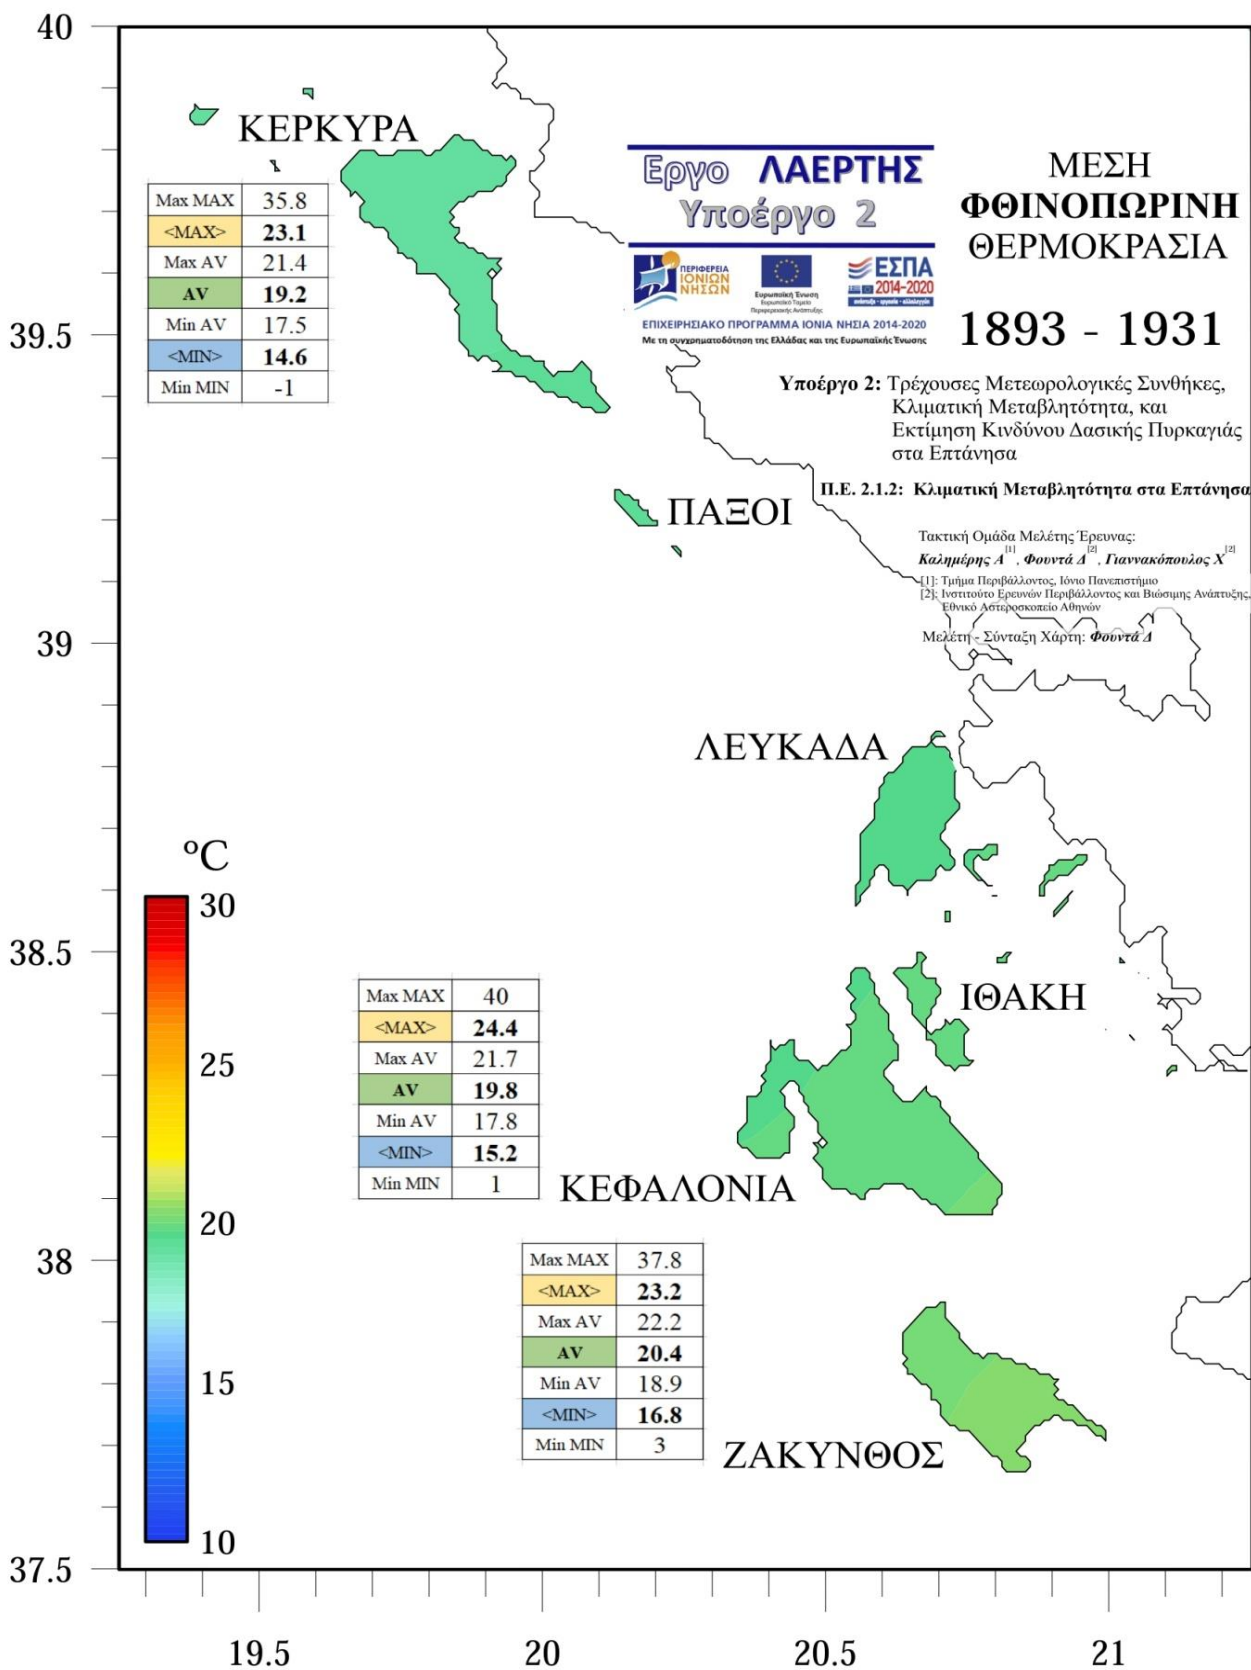 40
39.5
39
38.5
38
37.5
ΚΕΡΚΥΡΑ
Max MAX 35.8
<MAX> 23.1
Max AV 21.4
AV 19.2
Min AV 17.5
<MIN> 14.6
Min MIN -1
Εργο ΛΑΕΡΤΗΣ
Υποέργο 2
ΠΕΡΙΦΕΡΕΙΑ
ΙΟΝΙΩΝ
ΝΗΣΩΝ
Ευρωπαϊκή Ένωση
Ευρωπαϊκό Ταμείο
Περιφερειακής Ανάπτυξης
ΕΣΠΑ
2014-2020
ανάπτυξη - εργασία - αλληλεγγύη
ΕΠΙΧΕΙΡΗΣΙΑΚΟ ΠΡΟΓΡΑΜΜΑ ΙΟΝΙΑ ΝΗΣΙΑ 2014-2020
Με τη συγχρηματοδότηση της Ελλάδας και της Ευρωπαϊκής Ένωσης
ΜΕΣΗ
ΦΘΙΝΟΠΩΡΙΝΗ
ΘΕΡΜΟΚΡΑΣΙΑ
1893 - 1931
Υποέργο 2: Τρέχουσες Μετεωρολογικές Συνθήκες,
Κλιματική Μεταβλητότητα, και
Εκτίμηση Κινδύνου Δασικής Πυρκαγιάς
στα Επτάνησα
Π.Ε. 2.1.2: Κλιματική Μεταβλητότητα στα Επτάνησα
Τακτική Ομάδα Μελέτης Έρευνας:
Καλημέρης Α[1], Φουντά Δ[2], Γιαννακόπουλος Χ[2]
[1]: Τμήμα Περιβάλλοντος, Ιόνιο Πανεπιστήμιο
[2]: Ινστιτούτο Ερευνών Περιβάλλοντος και Βιώσιμης Ανάπτυξης,
Εθνικό Αστεροσκοπείο Αθηνών
Μελέτη - Σύνταξη Χάρτη: Φουντά Δ
ΠΑΞΟΙ
ΛΕΥΚΑΔΑ
ΙΘΑΚΗ
°C
30
25
20
15
10
Max MAX 40
<MAX> 24.4
Max AV 21.7
AV 19.8
Min AV 17.8
<MIN> 15.2
Min MIN 1
ΚΕΦΑΛΟΝΙΑ
Max MAX 37.8
<MAX> 23.2
Max AV 22.2
AV 20.4
Min AV 18.9
<MIN> 16.8
Min MIN 3
ΖΑΚΥΝΘΟΣ
19.5 20 20.5 21